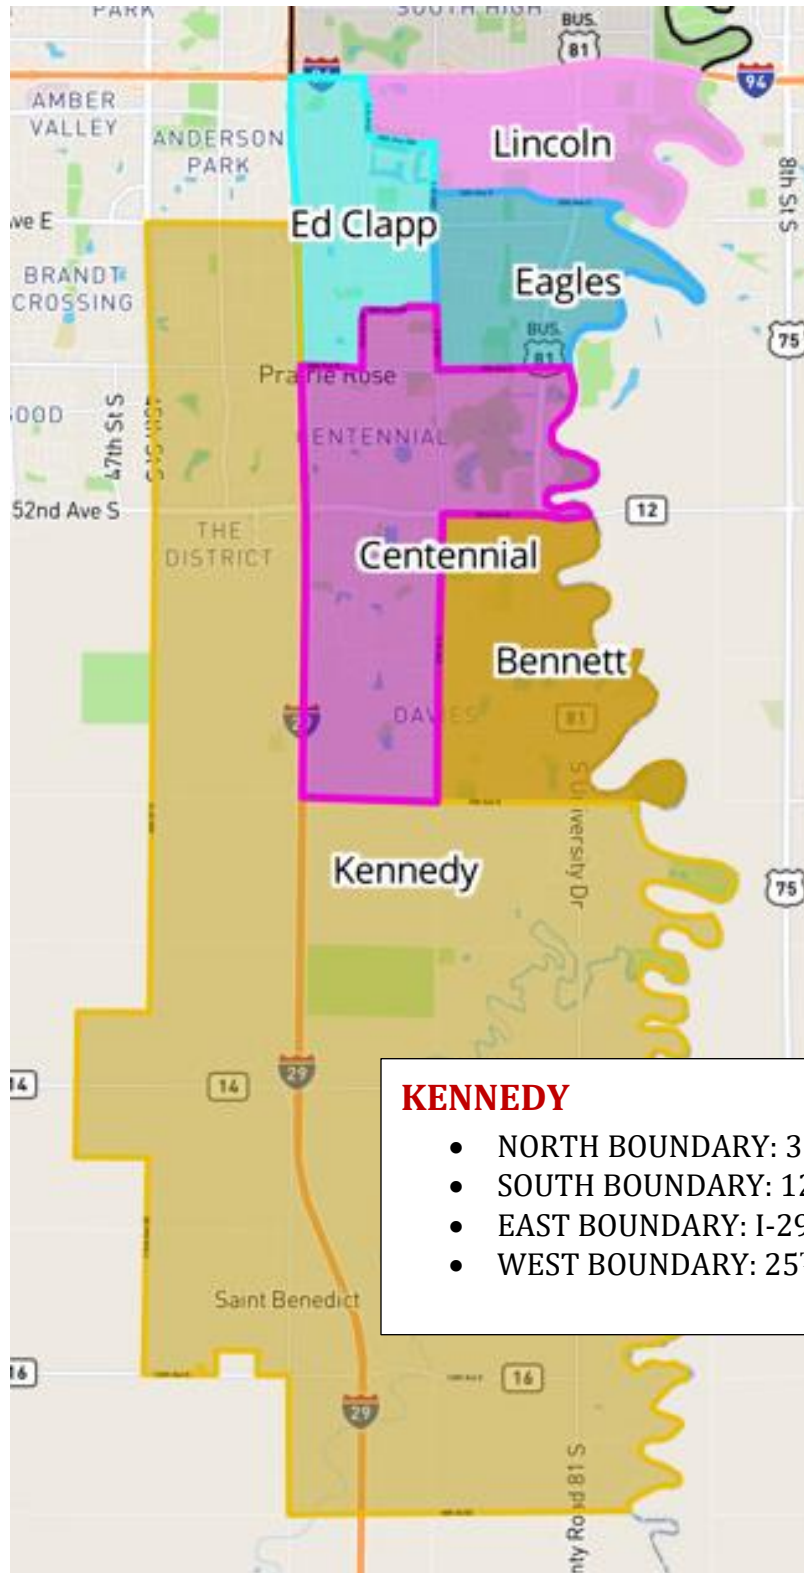 PARK
SOUTH HIGH
BUS.
81
94
94
AMBER
VALLEY
ANDERSON
PARK
Lincoln
8th St S
ve E
Ed Clapp
BRANDT
CROSSING
Eagles
BUS.
81
75
Prairie Rose
OOD
47th St S
CENTENNIAL
52nd Ave S
12
THE
DISTRICT
Centennial
Bennett
DAVIES
81
29
S University Dr
Kennedy
75
29
14
14
KENNEDY
• NORTH BOUNDARY: 3
• SOUTH BOUNDARY: 12
• EAST BOUNDARY: I-29
• WEST BOUNDARY: 25
Saint Benedict
16
16
29
nty Road 81 S